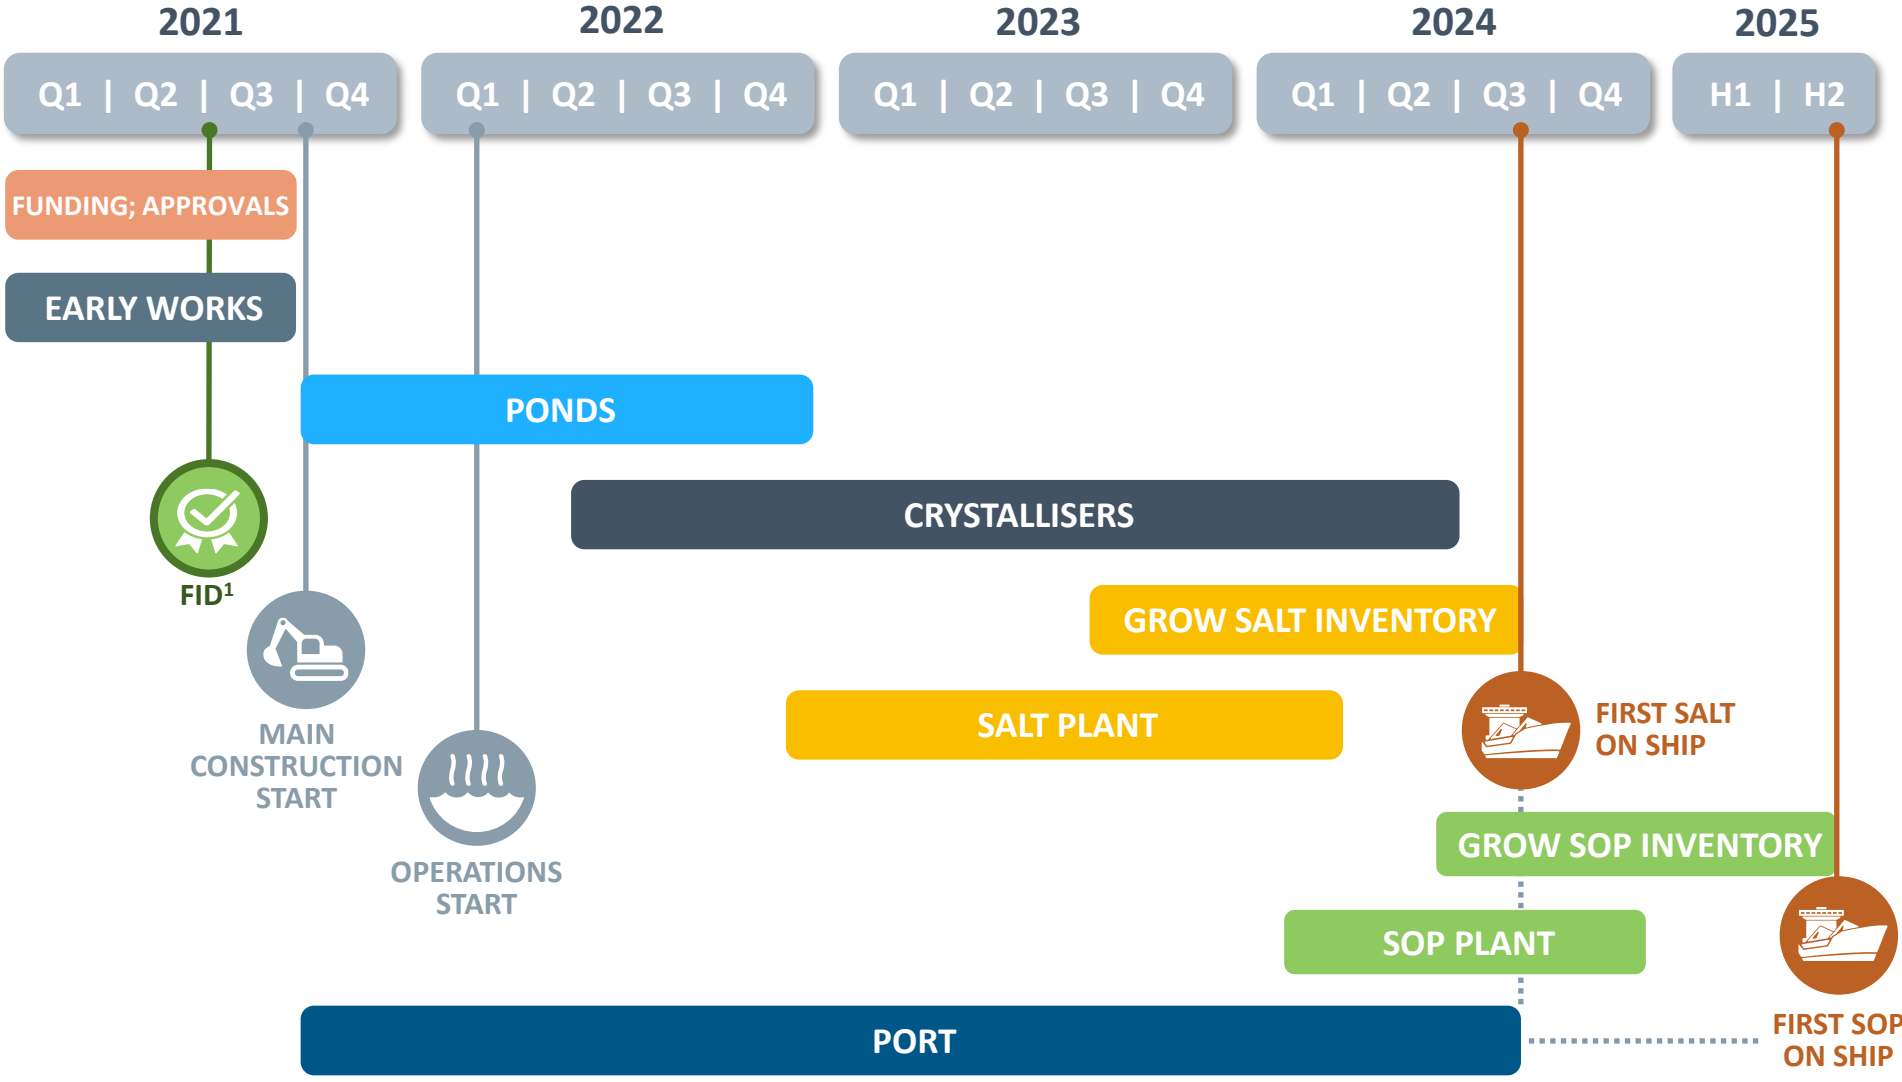 2021 2022 2023 2024 2025
Q1 | Q2 | Q3 | Q4 Q1 | Q2 | Q3 | Q4 Q1 | Q2 | Q3 | Q4 Q1 | Q2 | Q3 | Q4 H1 | H2
FUNDING; APPROVALS
EARLY WORKS
PONDS
CRYSTALLISERS
FID¹
GROW SALT INVENTORY
SALT PLANT
FIRST SALT
ON SHIP
MAIN
CONSTRUCTION
START
GROW SOP INVENTORY
OPERATIONS
START
SOP PLANT
PORT
FIRST SOP
ON SHIP